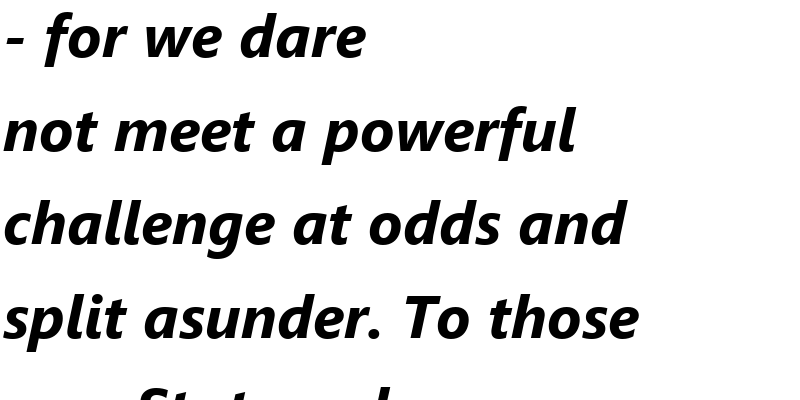 - for we dare
not meet a powerful
challenge at odds and
split asunder. To those